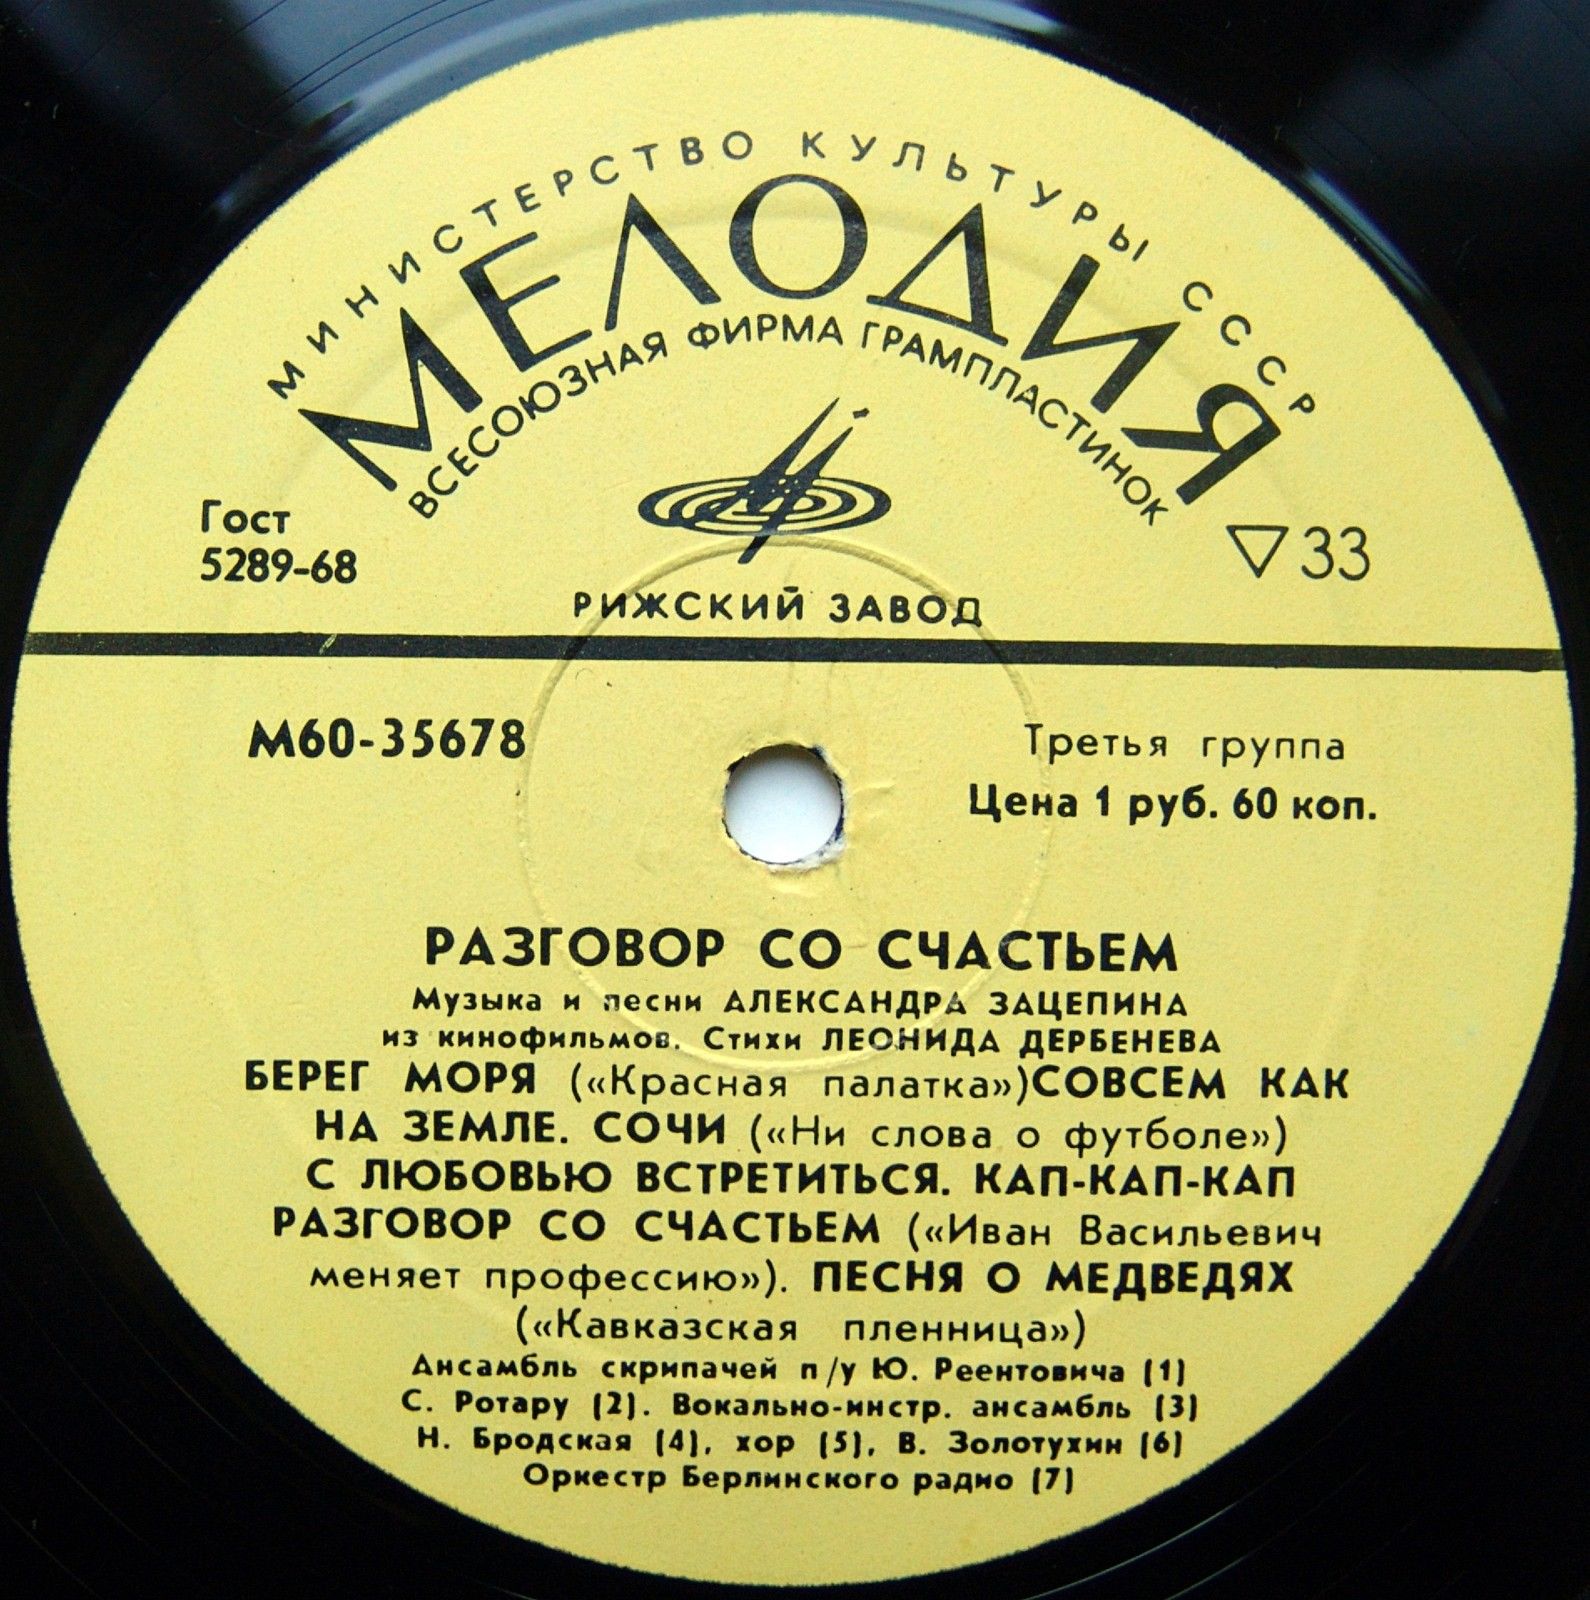 МИНИСТЕРСТВО КУЛЬТУРЫ СССР
МЕЛОДИЯ
ВСЕСОЮЗНАЯ ФИРМА ГРАМПЛАСТИНОК
Гост
5289-68
▽33
РИЖСКИЙ ЗАВОД
М60-35678
Третья группа
Цена 1 руб. 60 коп.
РАЗГОВОР СО СЧАСТЬЕМ
Музыка и песни АЛЕКСАНДРА ЗАЦЕПИНА
из кинофильмов. Стихи ЛЕОНИДА ДЕРБЕНЕВА
БЕРЕГ МОРЯ («Красная палатка»)СОВСЕМ КАК
НА ЗЕМЛЕ. СОЧИ («Ни слова о футболе»)
С ЛЮБОВЬЮ ВСТРЕТИТЬСЯ. КАП-КАП-КАП
РАЗГОВОР СО СЧАСТЬЕМ («Иван Васильевич
меняет профессию»). ПЕСНЯ О МЕДВЕДЯХ
(«Кавказская пленница»)
Ансамбль скрипачей п/у Ю. Реентовича (1)
С. Ротару (2). Вокально-инстр. ансамбль (3)
Н. Бродская (4), хор (5), В. Золотухин (6)
Оркестр Берлинского радио (7)